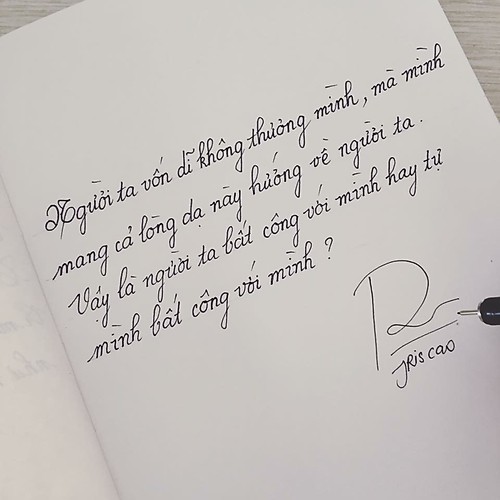 Người ta vốn dĩ không thương mình, mà mình
mang cả lòng dạ này hướng về người ta.
Vậy là người ta bất công với mình hay tự
mình bất công với mình ?
JRis cao